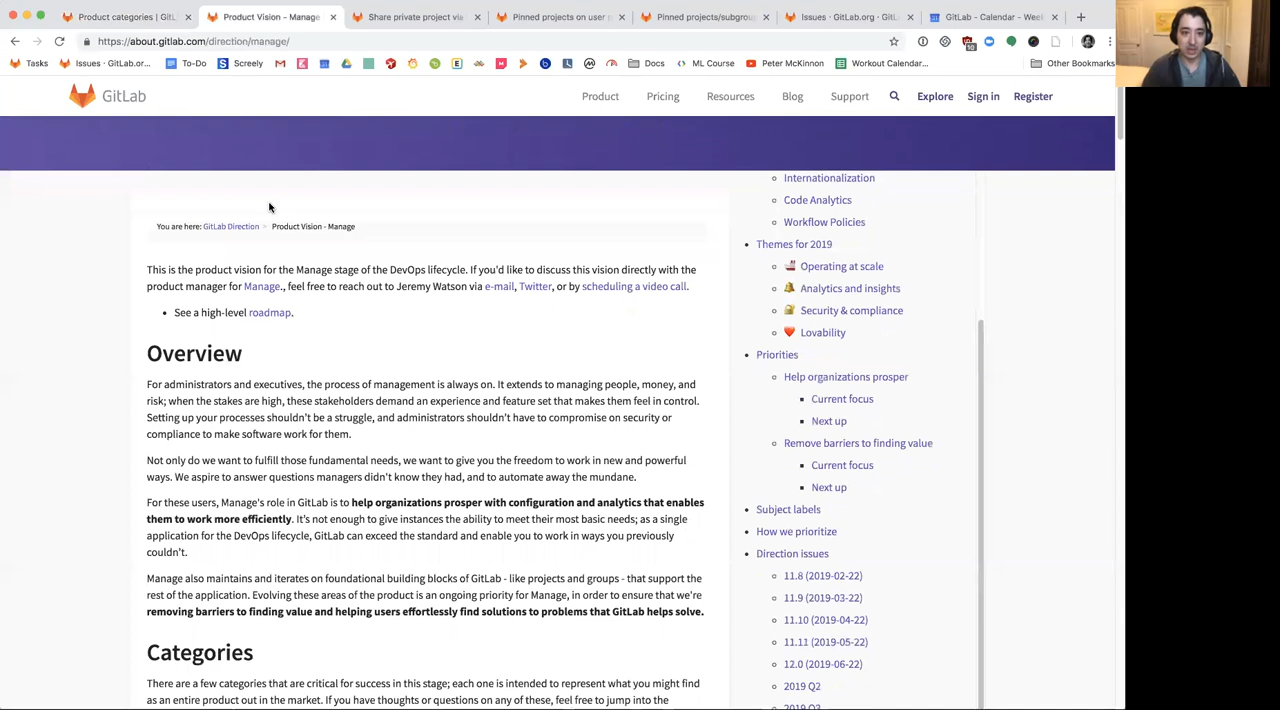 Product categories | GitL
Product Vision - Manage
Share private project via
Pinned projects on user
Pinned projects/subgrou
Issues · GitLab.org · GitL
GitLab - Calendar - Wee
https://about.gitlab.com/direction/manage/
10
Tasks
Issues · GitLab.or...
To-Do
Screely
Docs
ML Course
Peter McKinnon
Workout Calendar...
Other Bookmarks
GitLab
Product
Pricing
Resources
Blog
Support
Explore
Sign in
Register
You are here: GitLab Direction > Product Vision - Manage
This is the product vision for the Manage stage of the DevOps lifecycle. If you'd like to discuss this vision directly with the
product manager for Manage., feel free to reach out to Jeremy Watson via e-mail, Twitter, or by scheduling a video call.
See a high-level roadmap.
Overview
For administrators and executives, the process of management is always on. It extends to managing people, money, and
risk; when the stakes are high, these stakeholders demand an experience and feature set that makes them feel in control.
Setting up your processes shouldn't be a struggle, and administrators shouldn't have to compromise on security or
compliance to make software work for them.
Not only do we want to fulfill those fundamental needs, we want to give you the freedom to work in new and powerful
ways. We aspire to answer questions managers didn't know they had, and to automate away the mundane.
For these users, Manage's role in GitLab is to help organizations prosper with configuration and analytics that enables
them to work more efficiently. It's not enough to give instances the ability to meet their most basic needs; as a single
application for the DevOps lifecycle, GitLab can exceed the standard and enable you to work in ways you previously
couldn't.
Manage also maintains and iterates on foundational building blocks of GitLab - like projects and groups - that support the
rest of the application. Evolving these areas of the product is an ongoing priority for Manage, in order to ensure that we're
removing barriers to finding value and helping users effortlessly find solutions to problems that GitLab helps solve.
Categories
There are a few categories that are critical for success in this stage; each one is intended to represent what you might find
as an entire product out in the market. If you have thoughts or questions on any of these, feel free to jump into the
Internationalization
Code Analytics
Workflow Policies
Themes for 2019
Operating at scale
Analytics and insights
Security & compliance
Lovability
Priorities
Help organizations prosper
Current focus
Next up
Remove barriers to finding value
Current focus
Next up
Subject labels
How we prioritize
Direction issues
11.8 (2019-02-22)
11.9 (2019-03-22)
11.10 (2019-04-22)
11.11 (2019-05-22)
12.0 (2019-06-22)
2019 Q2
2019 Q3